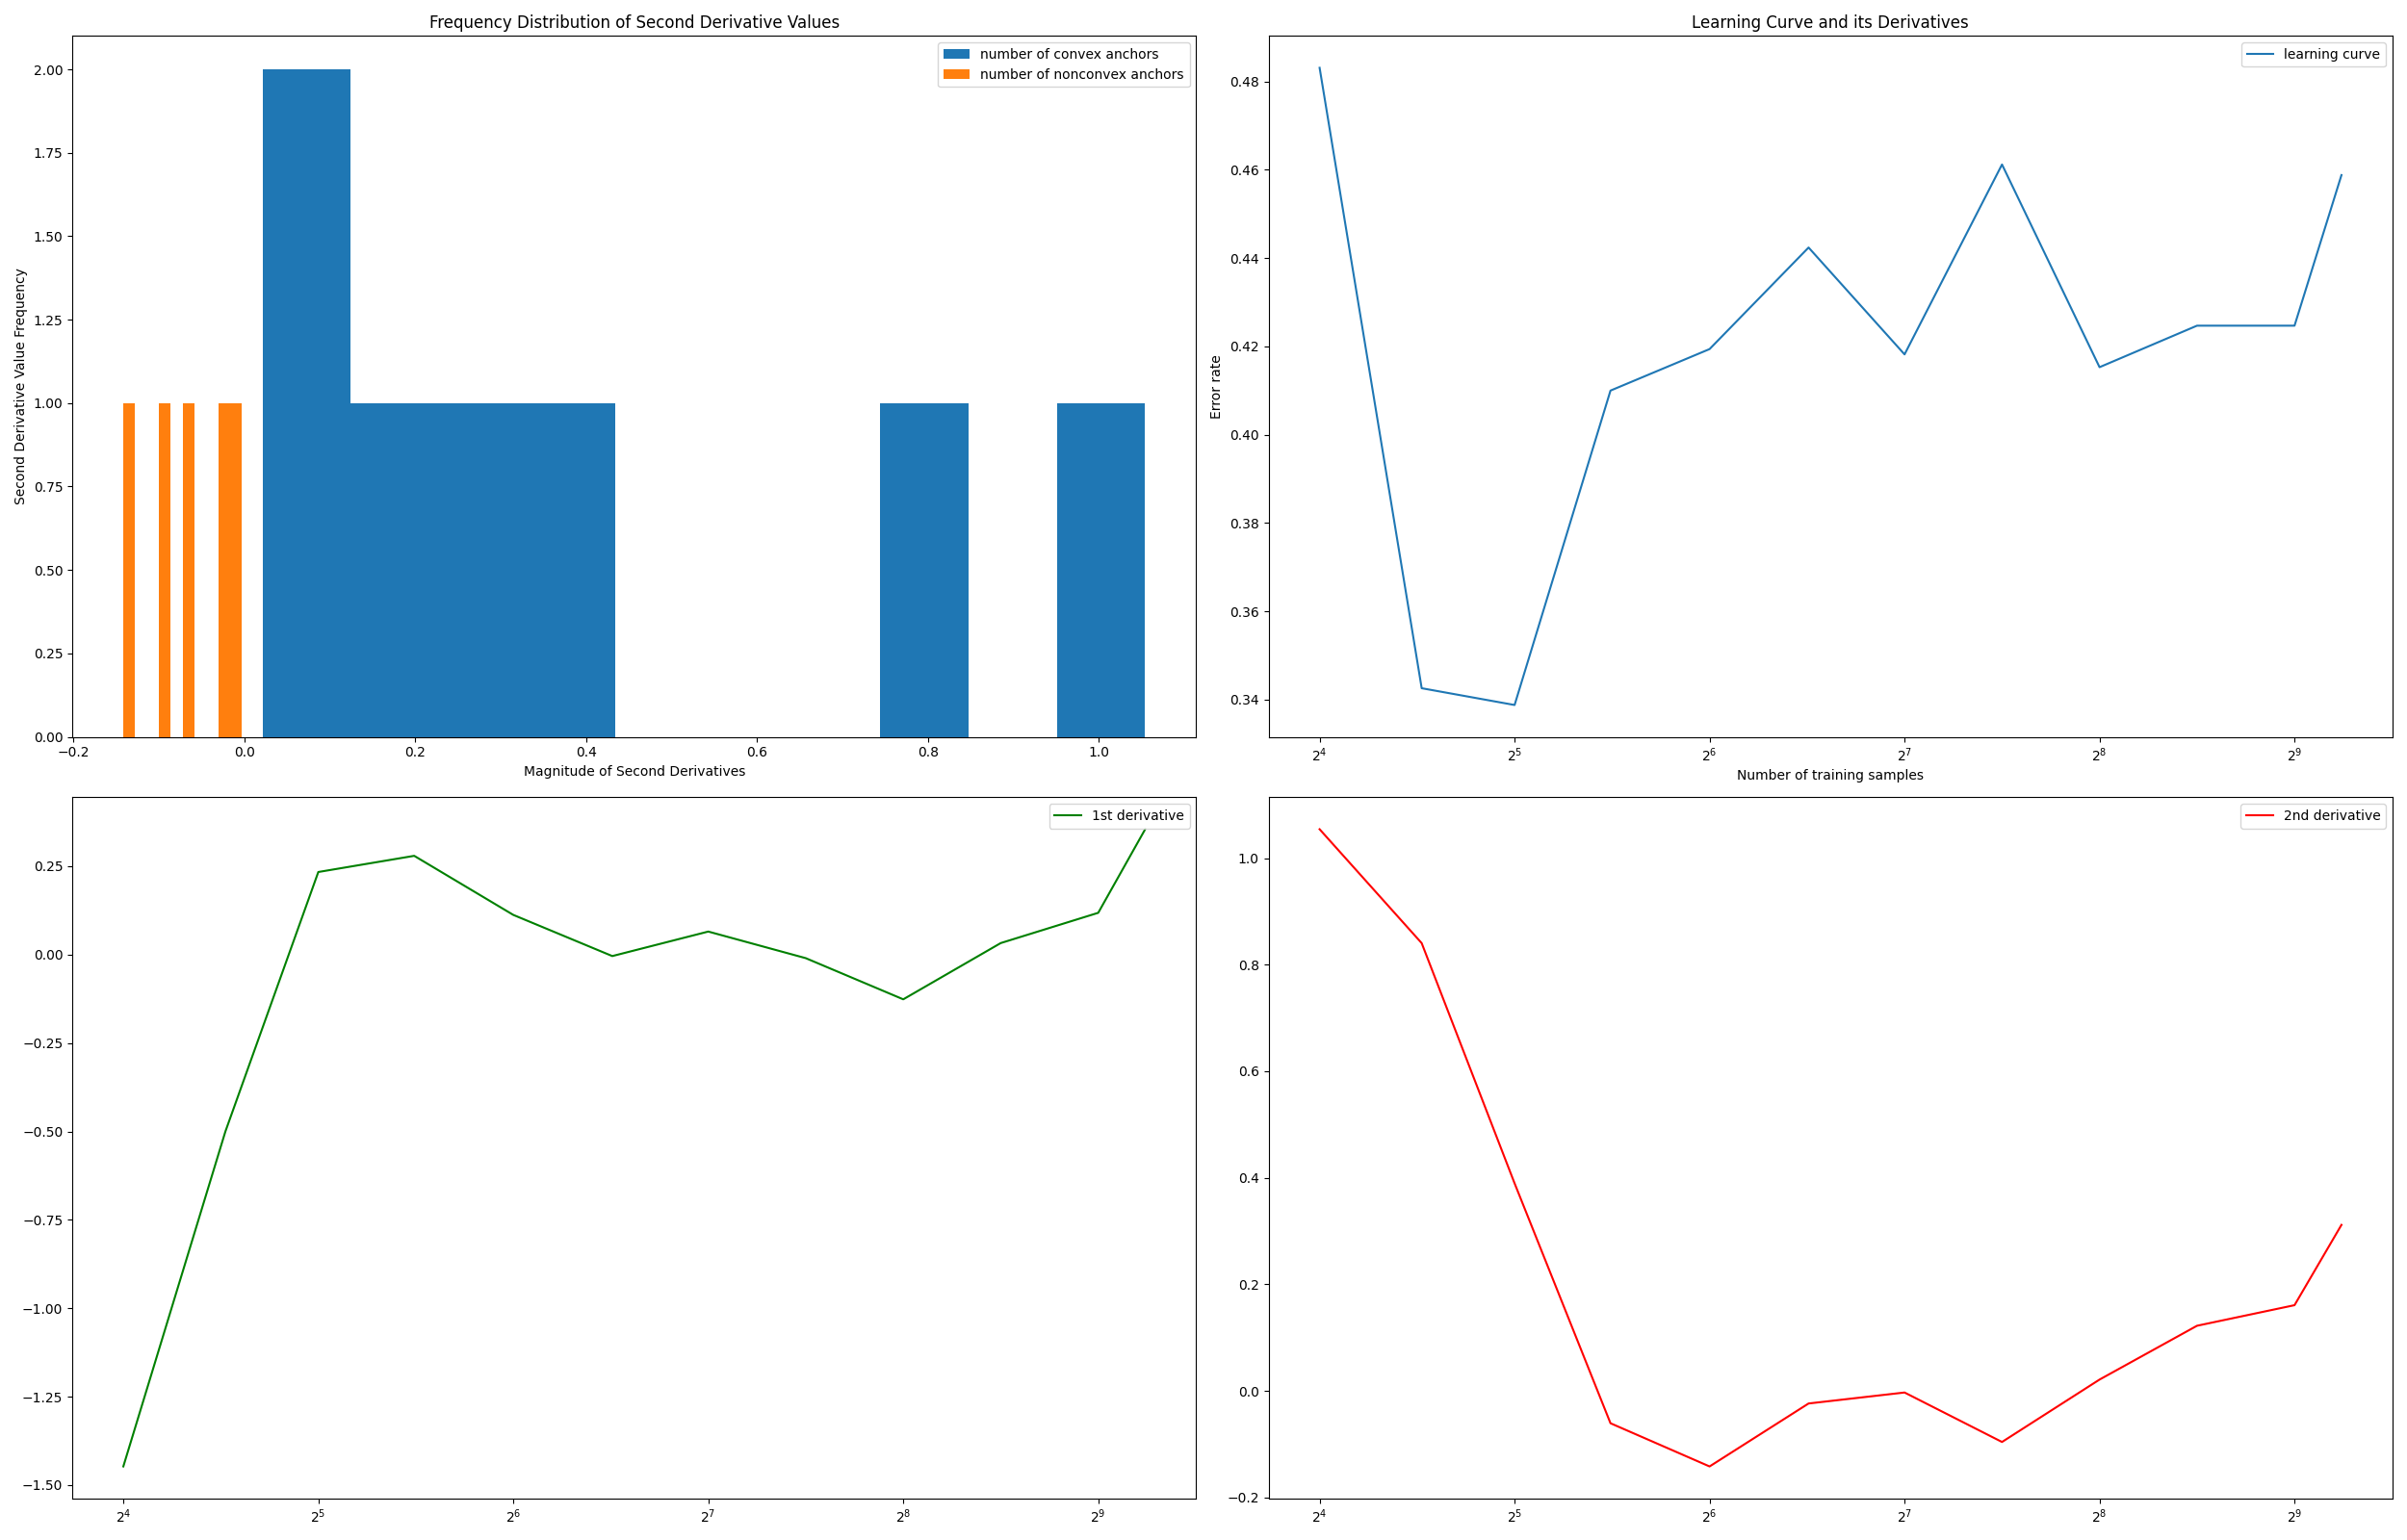 Frequency Distribution of Second Derivative Values
number of convex anchors
number of nonconvex anchors
Second Derivative Value Frequency
2.00
1.75
1.50
1.25
1.00
0.75
0.50
0.25
0.00
−0.2 0.0 0.2 0.4 0.6 0.8 1.0
Magnitude of Second Derivatives
Learning Curve and its Derivatives
learning curve
Error rate
0.48
0.46
0.44
0.42
0.40
0.38
0.36
0.34
2⁴ 2⁵ 2⁶ 2⁷ 2⁸ 2⁹
Number of training samples
1st derivative
0.25
0.00
−0.25
−0.50
−0.75
−1.00
−1.25
−1.50
2⁴ 2⁵ 2⁶ 2⁷ 2⁸ 2⁹
2nd derivative
1.0
0.8
0.6
0.4
0.2
0.0
−0.2
2⁴ 2⁵ 2⁶ 2⁷ 2⁸ 2⁹